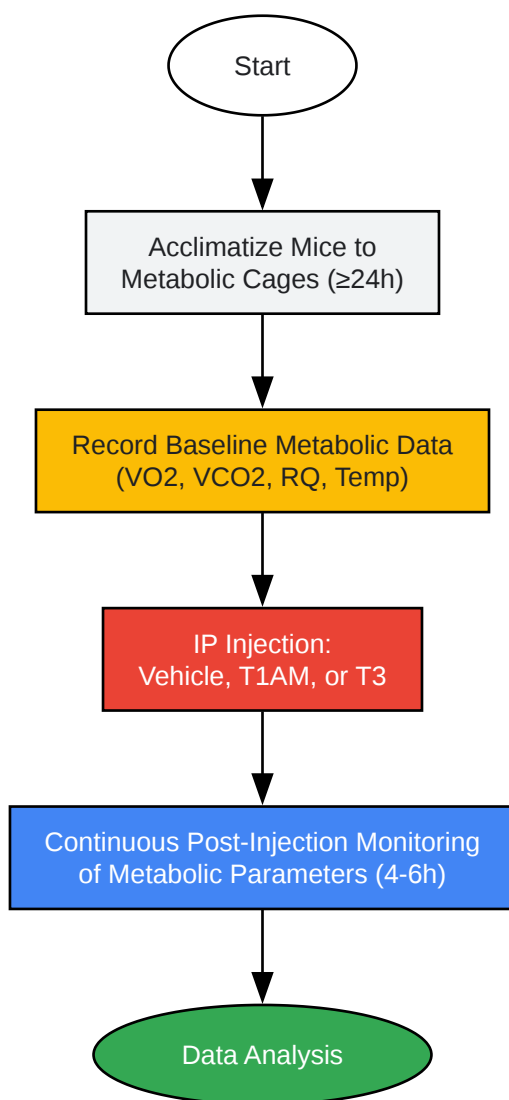 Start
Acclimatize Mice to
Metabolic Cages (≥24h)
Record Baseline Metabolic Data
(VO2, VCO2, RQ, Temp)
IP Injection:
Vehicle, T1AM, or T3
Continuous Post-Injection Monitoring
of Metabolic Parameters (4-6h)
Data Analysis